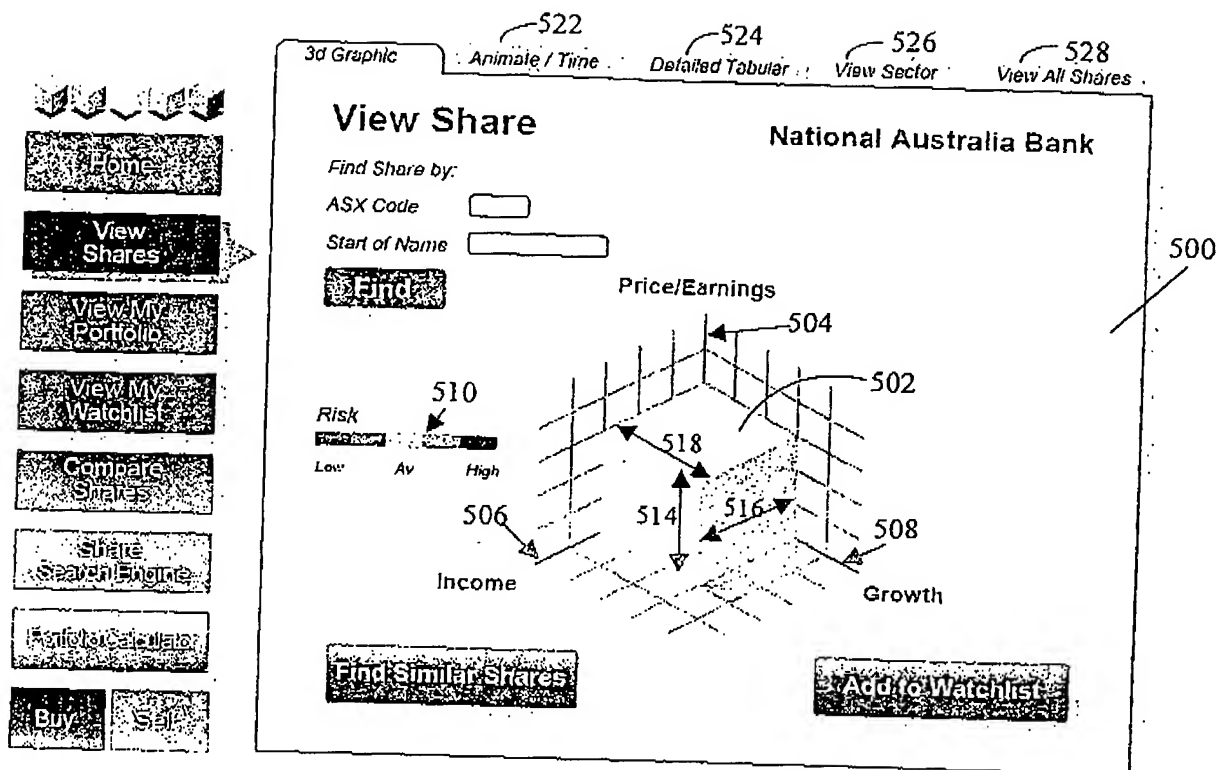 522
524
526
528
3d Graphic
Animate / Time
Detailed Tabular
View Sector
View All Shares
Home
View
Shares
View My
Portfolio
View My
Watchlist
Compare
Shares
Share
Search Engine
Portfolio Calculator
Buy
Sell
View Share
National Australia Bank
Find Share by:
ASX Code
Start of Name
Find
500
Price/Earnings
504
502
Risk
510
Low
Av
High
518
514
516
506
508
Income
Growth
Find Similar Shares
Add to Watchlist